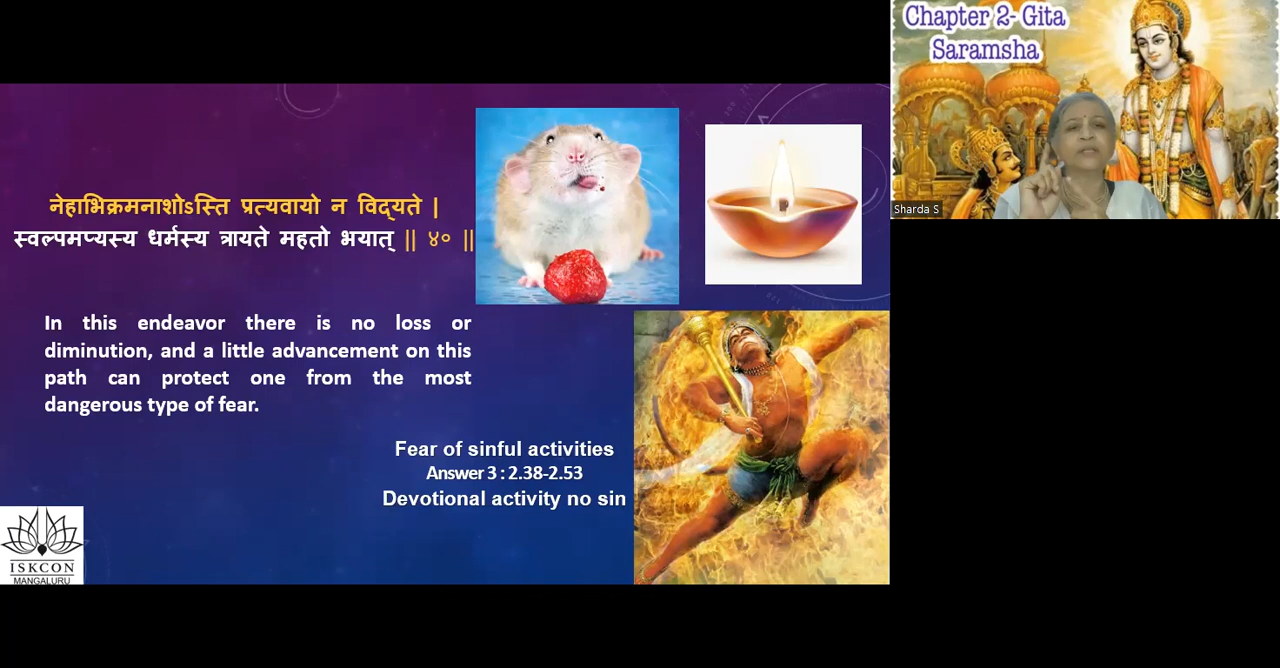 नेहाभिक्रमनाशोऽस्ति प्रत्यवायो न विद्यते |
स्वल्पमप्यस्य धर्मस्य त्रायते महतो भयात् || ४० ||
In this endeavor there is no loss or
diminution, and a little advancement on this
path can protect one from the most
dangerous type of fear.
Fear of sinful activities
Answer 3 : 2.38-2.53
Devotional activity no sin
ISKCON
MANGALURU
Chapter 2- Gita
Saramsha
Sharda S